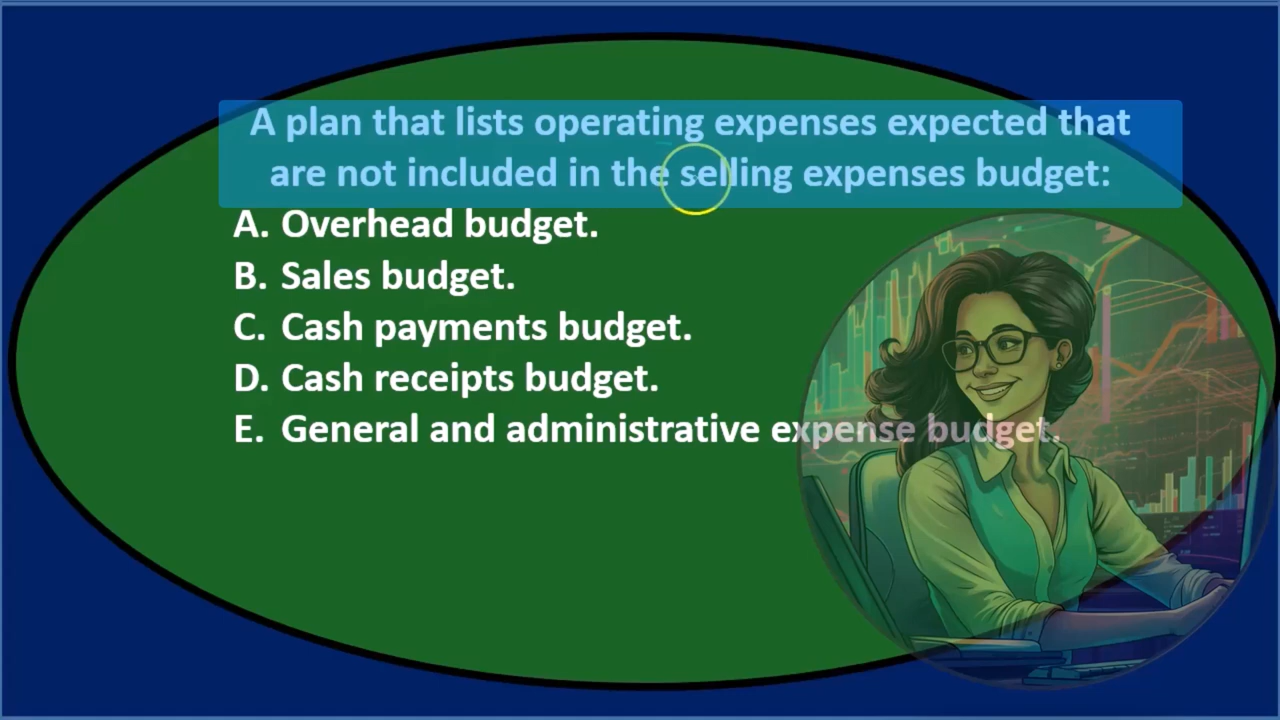 A plan that lists operating expenses expected that
are not included in the selling expenses budget:
A. Overhead budget.
B. Sales budget.
C. Cash payments budget.
D. Cash receipts budget.
E. General and administrative expense budget.